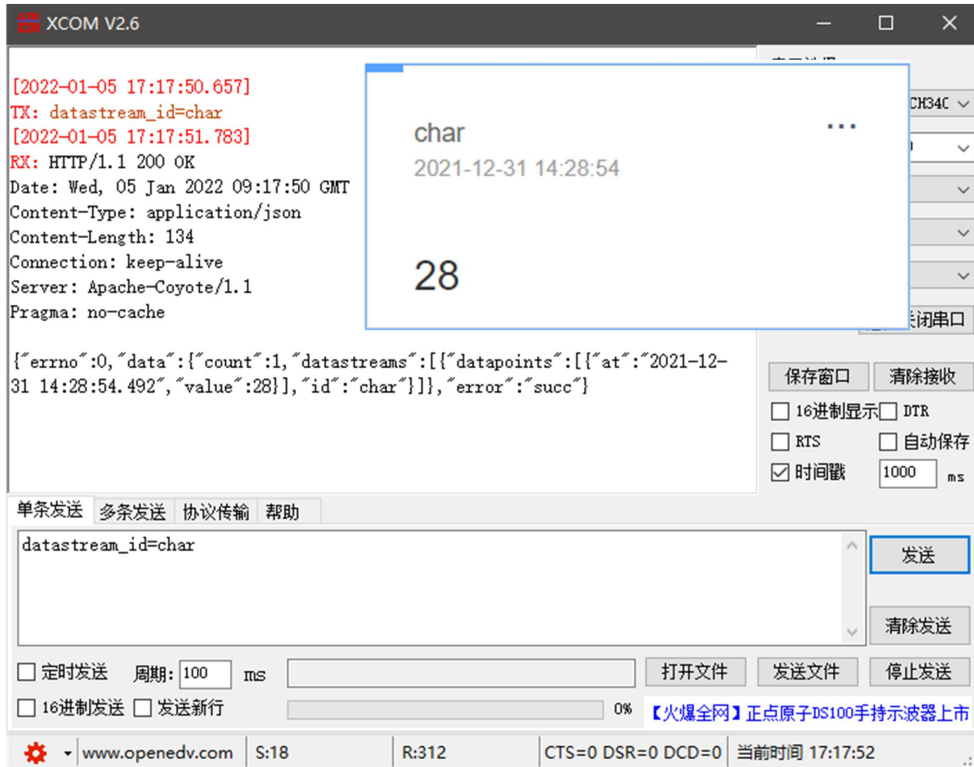 XCOM V2.6
[2022-01-05 17:17:50.657]
TX: datastream_id=char
[2022-01-05 17:17:51.783]
RX: HTTP/1.1 200 OK
Date: Wed, 05 Jan 2022 09:17:50 GMT
Content-Type: application/json
Content-Length: 134
Connection: keep-alive
Server: Apache-Coyote/1.1
Pragma: no-cache
{"errno":0,"data":{"count":1,"datastreams":[{"datapoints":[{"at":"2021-12-
31 14:28:54.492","value":28}],"id":"char"}]},"error":"succ"}
char
...
2021-12-31 14:28:54
28
CH340
闭串口
保存窗口 清除接收
16进制显示 DTR
RTS 自动保存
时间戳 1000 ms
单条发送 多条发送 协议传输 帮助
datastream_id=char
发送
清除发送
定时发送 周期: 100 ms 打开文件 发送文件 停止发送
16进制发送 发送新行 0% 【火爆全网】正点原子DS100手持示波器上市
www.openedv.com S:18 R:312 CTS=0 DSR=0 DCD=0 当前时间 17:17:52